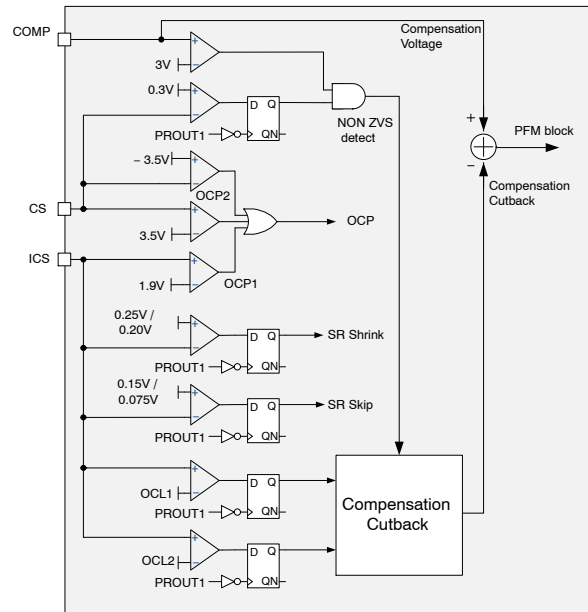 COMP
Compensation
Voltage
3V
0.3V
D Q
QN
PROUT1
NON ZVS
detect
+
PFM block
−
Compensation
Cutback
− 3.5V
OCP2
CS
OCP
3.5V
ICS
1.9V
OCP1
0.25V /
0.20V
D Q
QN
SR Shrink
PROUT1
0.15V /
0.075V
D Q
QN
SR Skip
PROUT1
OCL1
D Q
QN
PROUT1
Compensation
Cutback
OCL2
D Q
QN
PROUT1